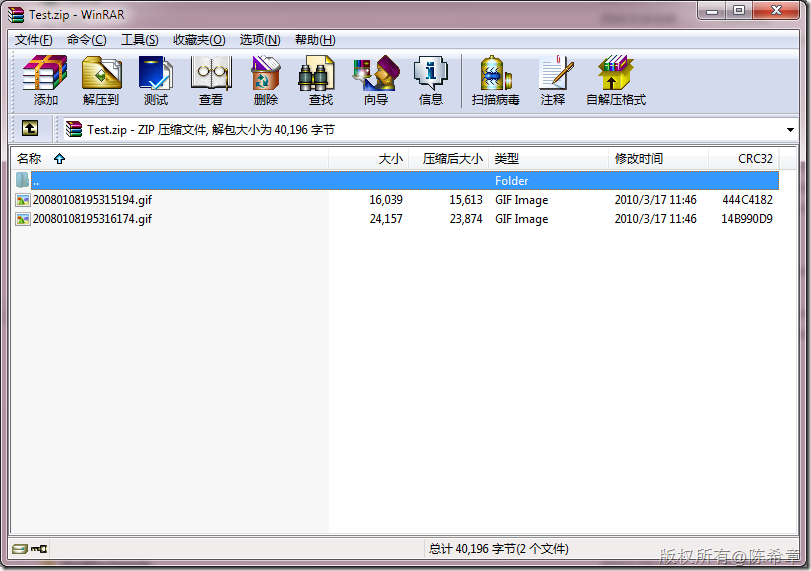 Test.zip - WinRAR
文件(F) 命令(C) 工具(S) 收藏夹(O) 选项(N) 帮助(H)
添加 解压到 测试 查看 删除 查找 向导 信息 扫描病毒 注释 自解压格式
Test.zip - ZIP 压缩文件, 解包大小为 40,196 字节
名称 大小 压缩后大小 类型 修改时间 CRC32
.. Folder
20080108195315194.gif 16,039 15,613 GIF Image 2010/3/17 11:46 444C4182
20080108195316174.gif 24,157 23,874 GIF Image 2010/3/17 11:46 14B990D9
总计 40,196 字节(2 个文件)
版权所有@陈希章